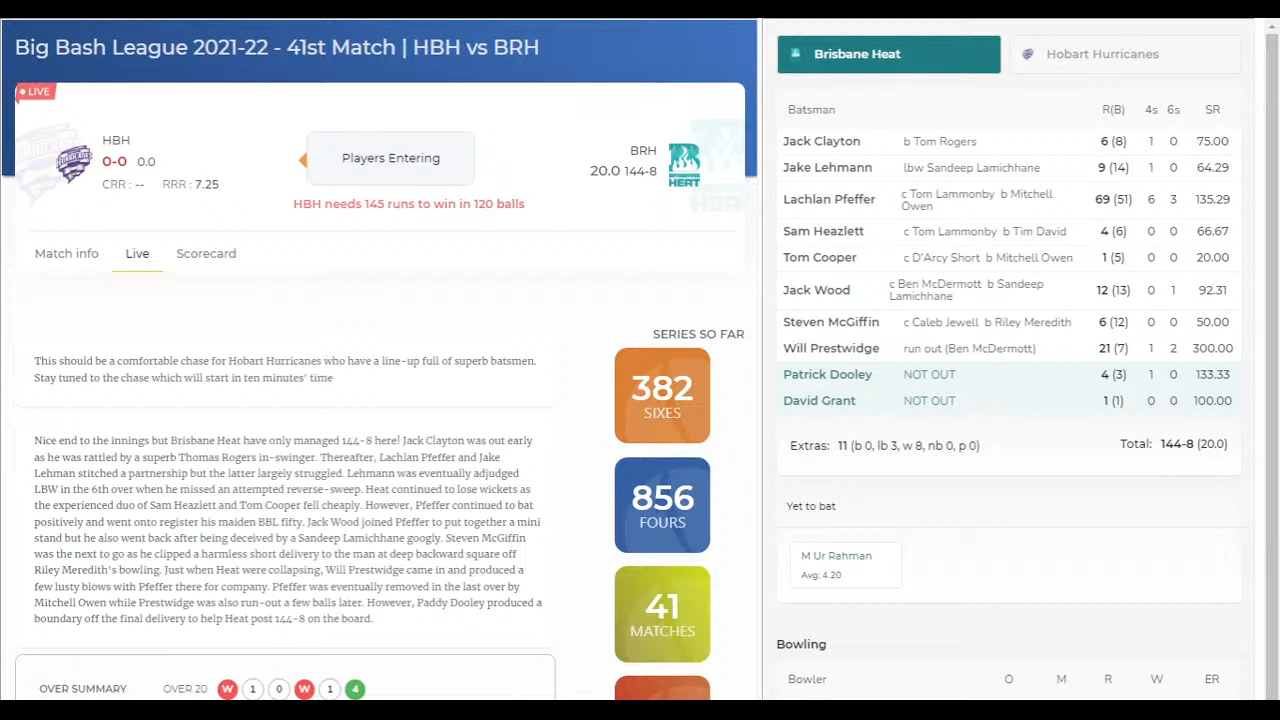 Big Bash League 2021-22 - 41st Match | HBH vs BRH
LIVE
HBH
0-0 0.0
CRR : -- RRR : 7.25
Players Entering
BRH
20.0 144-8
HEAT
HBH needs 145 runs to win in 120 balls
Match info Live Scorecard
This should be a comfortable chase for Hobart Hurricanes who have a line-up full of superb batsmen.
Stay tuned to the chase which will start in ten minutes' time
Nice end to the innings but Brisbane Heat have only managed 144-8 here! Jack Clayton was out early
as he was rattled by a superb Thomas Rogers in-swinger. Thereafter, Lachlan Pfeffer and Jake
Lehman stitched a partnership but the latter largely struggled. Lehmann was eventually adjudged
LBW in the 6th over when he missed an attempted reverse-sweep. Heat continued to lose wickets as
the experienced duo of Sam Heazlett and Tom Cooper fell cheaply. However, Pfeffer continued to bat
positively and went onto register his maiden BBL fifty. Jack Wood joined Pfeffer to put together a mini
stand but he also went back after being deceived by a Sandeep Lamichhane googly. Steven McGiffin
was the next to go as he clipped a harmless short delivery to the man at deep backward square off
Riley Meredith's bowling. Just when Heat were collapsing, Will Prestwidge came in and produced a
few lusty blows with Pfeffer there for company. Pfeffer was eventually removed in the last over by
Mitchell Owen while Prestwidge was also run-out a few balls later. However, Paddy Dooley produced a
boundary off the final delivery to help Heat post 144-8 on the board.
OVER SUMMARY OVER 20 W 1 0 W 1 4
SERIES SO FAR
382
SIXES
856
FOURS
41
MATCHES
Brisbane Heat Hobart Hurricanes
Batsman R(B) 4s 6s SR
Jack Clayton b Tom Rogers 6 (8) 1 0 75.00
Jake Lehmann lbw Sandeep Lamichhane 9 (14) 1 0 64.29
Lachlan Pfeffer c Tom Lammonby b Mitchell Owen 69 (51) 6 3 135.29
Sam Heazlett c Tom Lammonby b Tim David 4 (6) 0 0 66.67
Tom Cooper c D'Arcy Short b Mitchell Owen 1 (5) 0 0 20.00
Jack Wood c Ben McDermott b Sandeep Lamichhane 12 (13) 0 1 92.31
Steven McGiffin c Caleb Jewell b Riley Meredith 6 (12) 0 0 50.00
Will Prestwidge run out (Ben McDermott) 21 (7) 1 2 300.00
Patrick Dooley NOT OUT 4 (3) 1 0 133.33
David Grant NOT OUT 1 (1) 0 0 100.00
Extras: 11 (b 0, lb 3, w 8, nb 0, p 0) Total: 144-8 (20.0)
Yet to bat
M Ur Rahman
Avg: 4.20
Bowling
Bowler O M R W ER